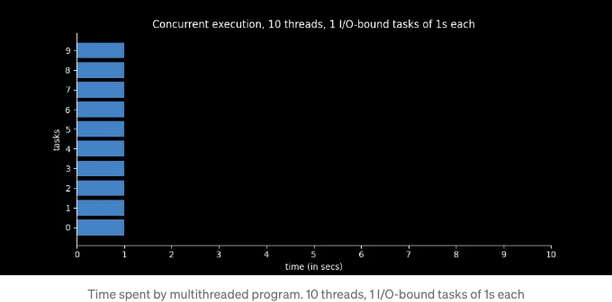 Concurrent execution, 10 threads, 1 I/O-bound tasks of 1s each
9
8
7
6
5
4
3
2
1
0
tasks
0 1 2 3 4 5 6 7 8 9 10
time (in secs)
Time spent by multithreaded program. 10 threads, 1 I/O-bound tasks of 1s each